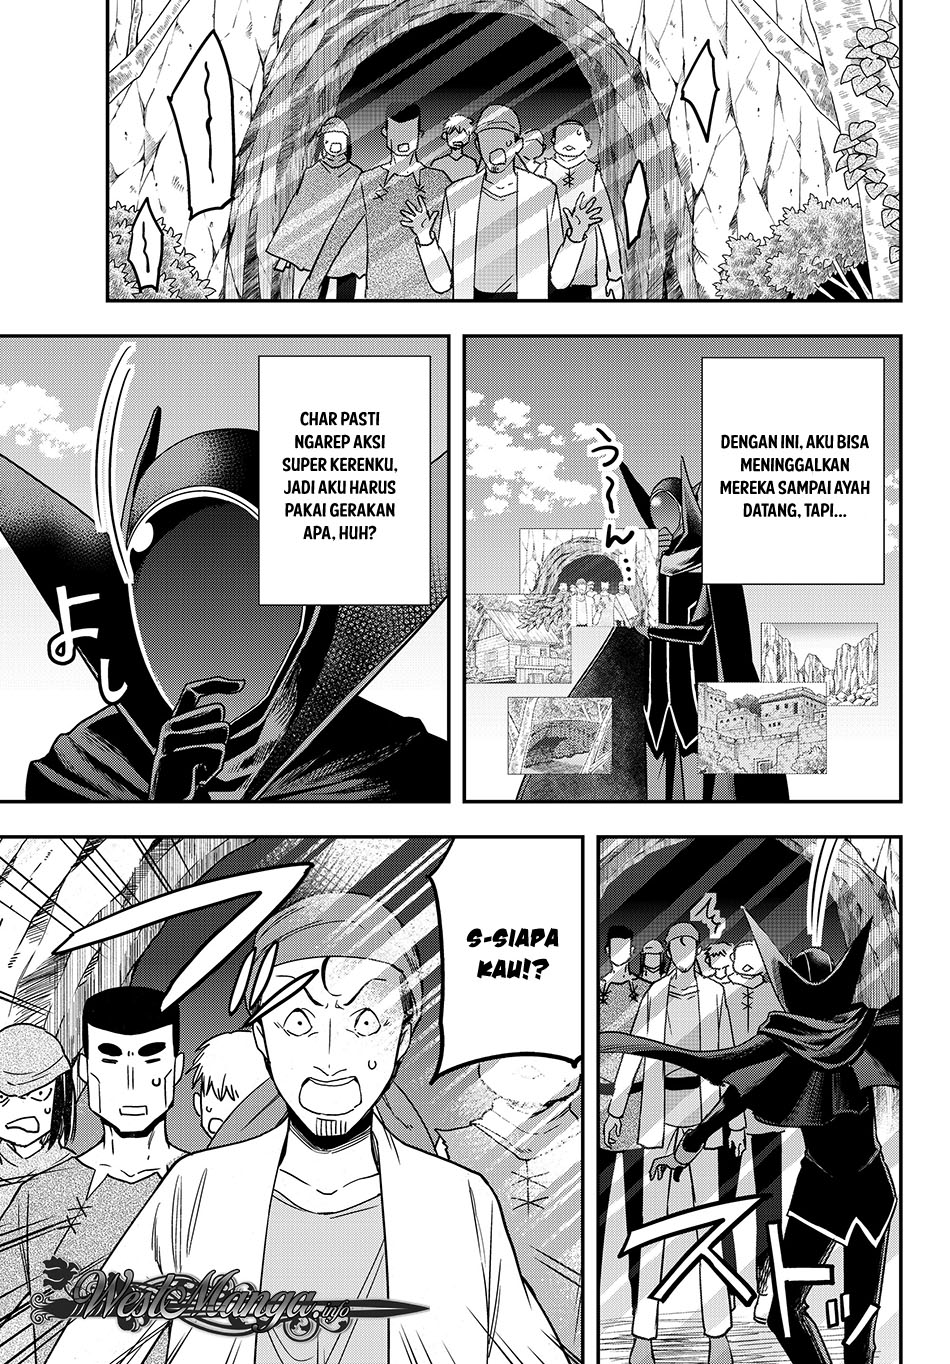 DENGAN INI, AKU BISA
MENINGGALKAN
MEREKA SAMPAI AYAH
DATANG, TAPI...
う～ん…
CHAR PASTI
NGAREP AKSI
SUPER KERENKU,
JADI AKU HARUS
PAKAI GERAKAN
APA, HUH?
よし
スト
S-SIAPA
KAU!?
WestManga.info